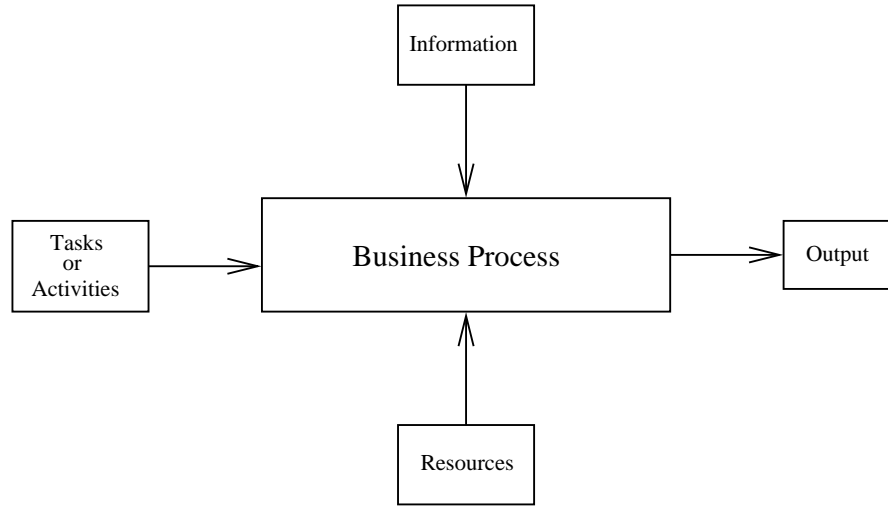 Information
Tasks
or
Activities
Business Process
Output
Resources